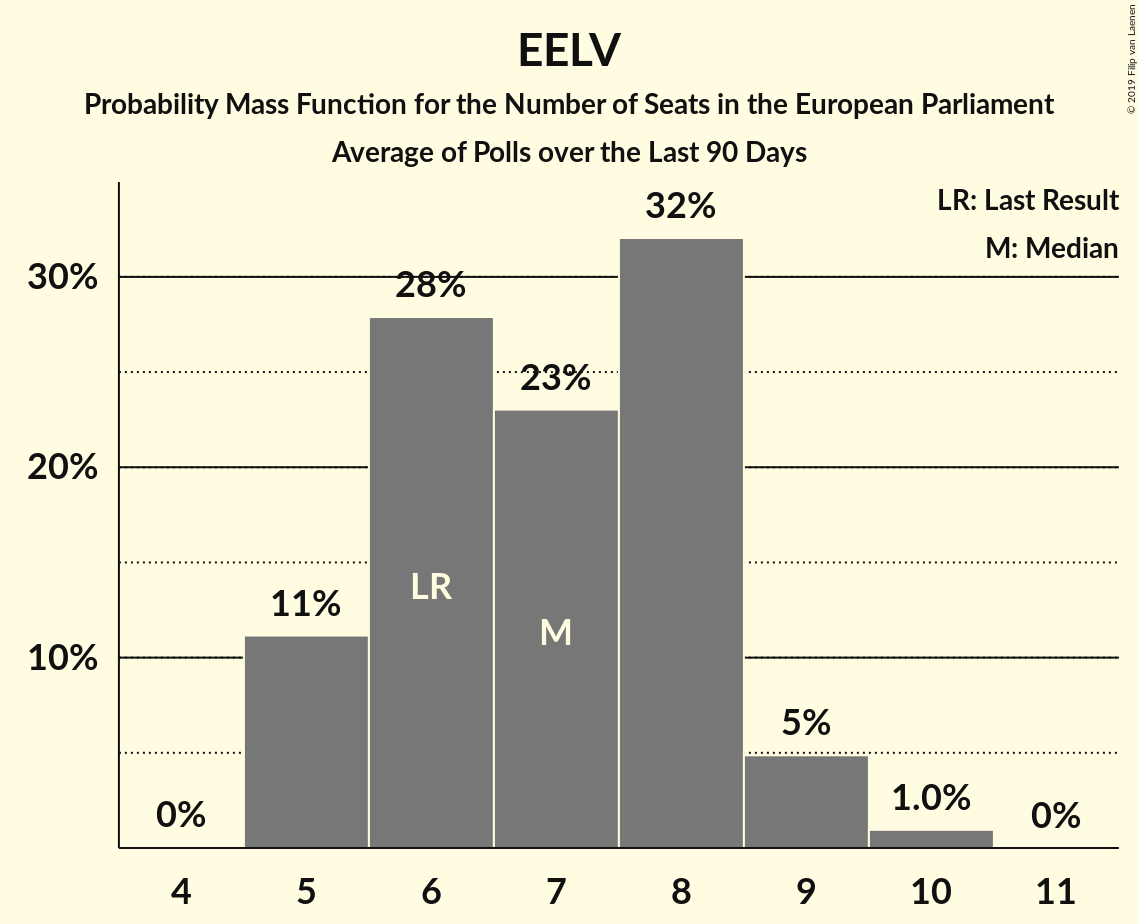 EELV
Probability Mass Function for the Number of Seats in the European Parliament
Average of Polls over the Last 90 Days
© 2019 Filip van Laenen
LR: Last Result
M: Median
32%
30%
28%
23%
20%
LR
11%
M
10%
5%
1.0%
0%
0%
4 5 6 7 8 9 10 11